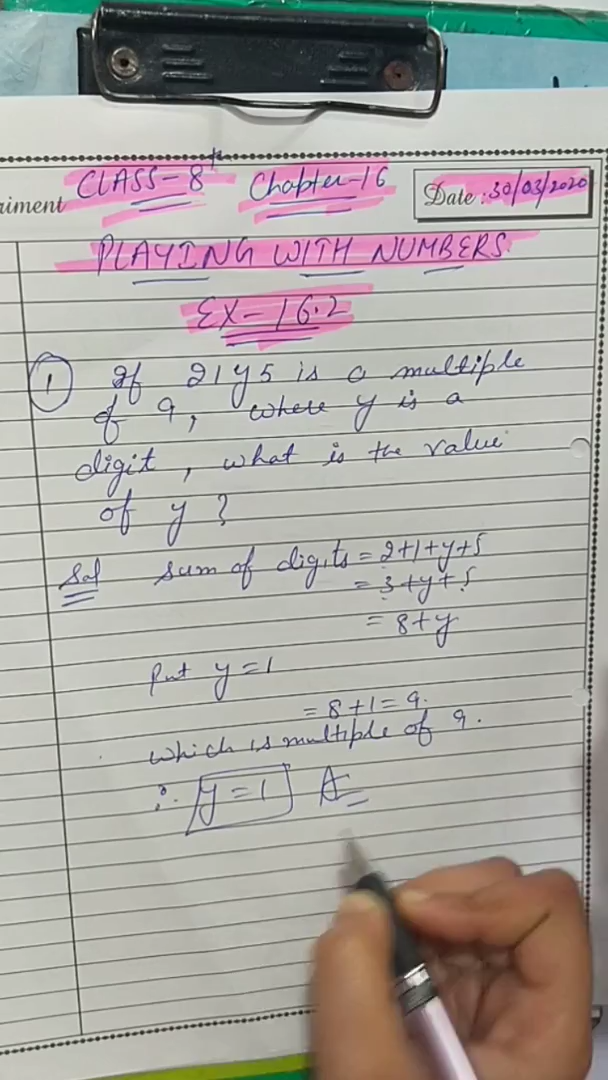 CLASS-8th Chapter-16
aiment
Date : 30/03/2020
PLAYING WITH NUMBERS.
EX-16.2
1 If 21y5 is a multiple
of 9, where y is a
digit, what is the value
of y?
Sol sum of digits = 2+1+y+5
= 3+y+5
= 8+y
Put y=1
= 8+1=9.
which is multiple of 9.
∴ y=1 A